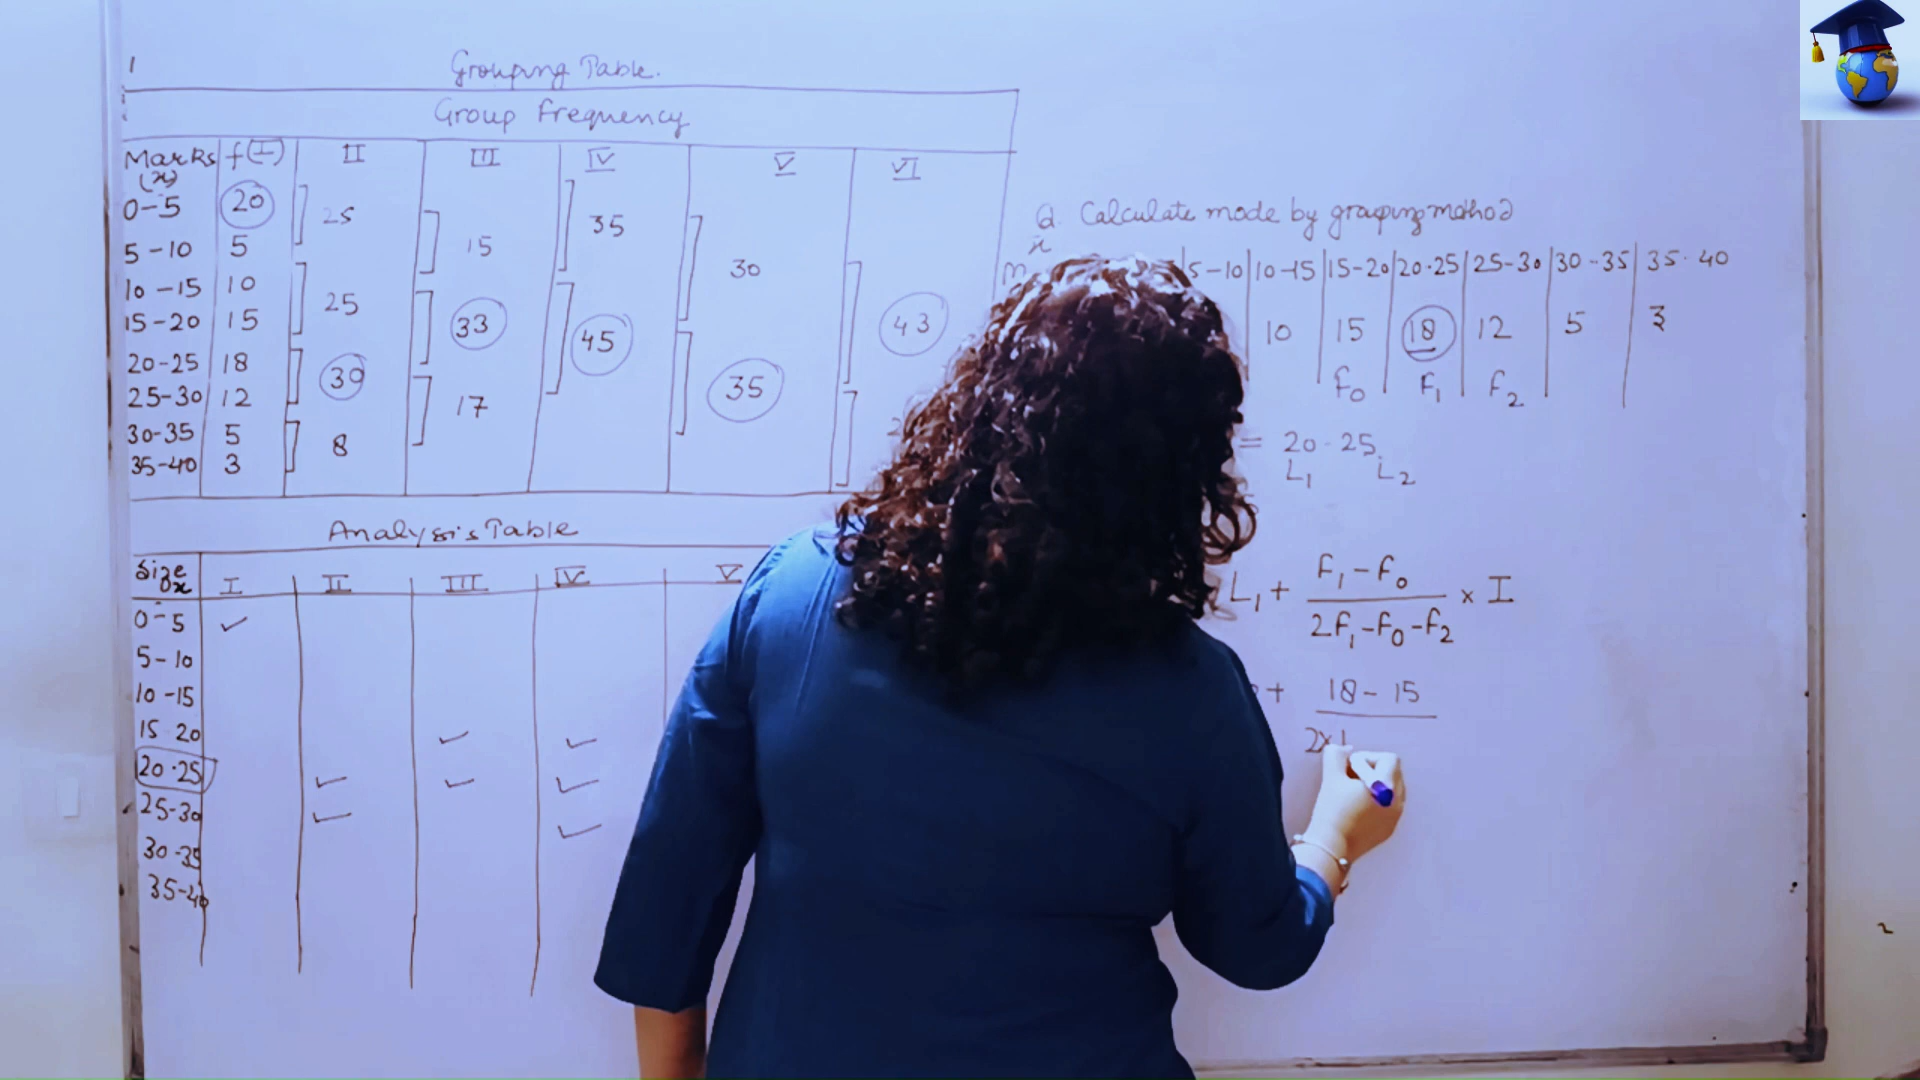 Grouping Table.
Group Frequency
Marks (x) f(I) II III IV V VI
0-5 20 25 35
5-10 5 15 30
10-15 10 25
15-20 15 33 45 43
20-25 18 39 35
25-30 12 17
30-35 5 8
35-40 3
Analysis Table
Size x I II III IV V
0-5 ✓
5-10
10-15
15-20 ✓ ✓
20-25 ✓ ✓ ✓
25-30 ✓ ✓
30-35
35-40
Q. Calculate mode by grouping method
x
5-10 10-15 15-20 20-25 25-30 30-35 35-40
10 15 18 12 5 3
f0 F1 f2
= 20-25
L1 L2
L1 + F1-F0 / 2F1-F0-F2 × I
+ 18-15
2×1